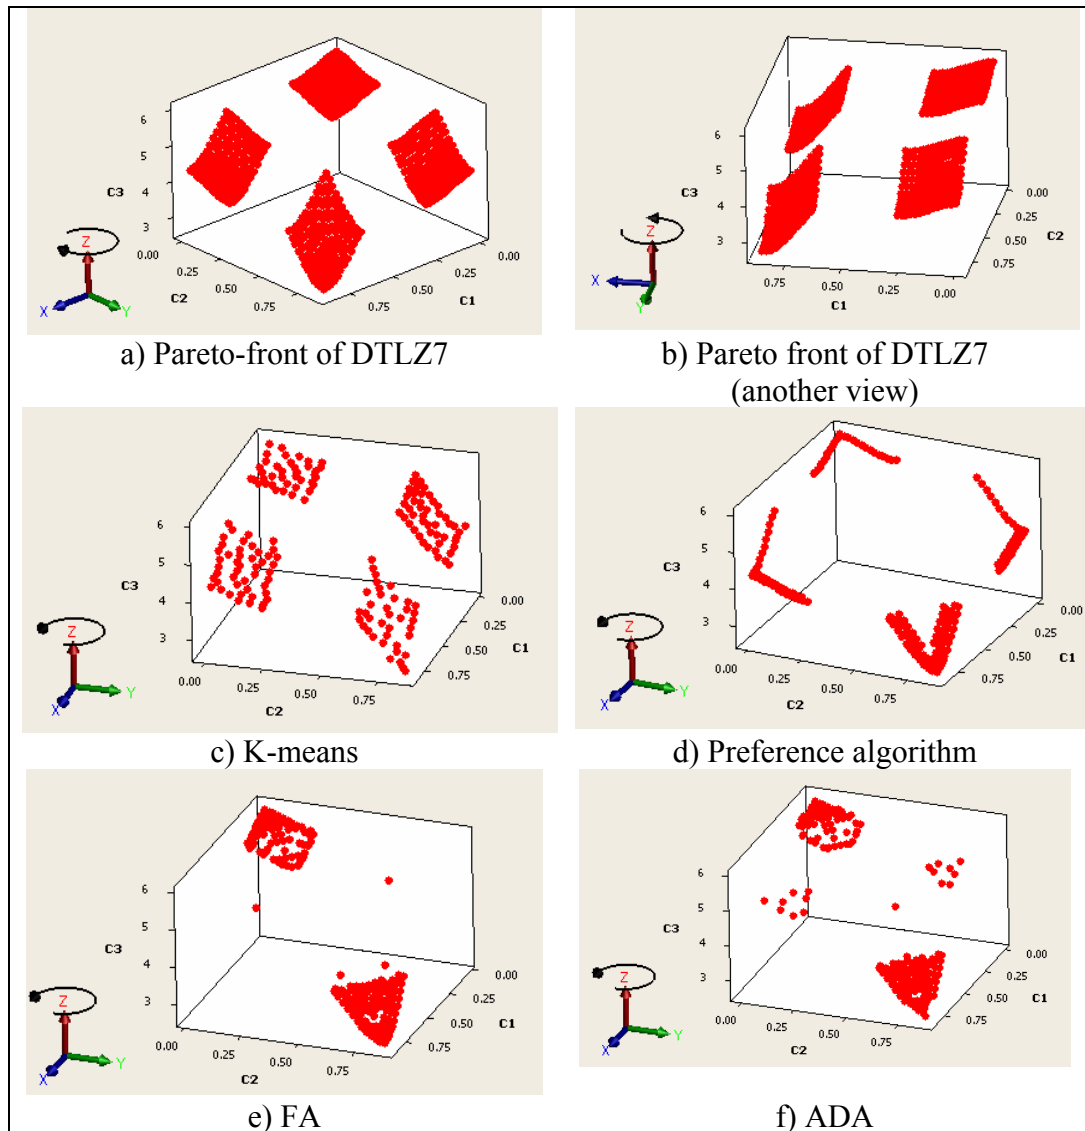 6
5
4
3
C3
0.00
0.25
0.50
0.75
C2
0.00
0.25
0.50
0.75
C1
Z
X
Y
a) Pareto-front of DTLZ7
6
5
4
3
C3
0.75
0.50
0.25
0.00
C1
0.00
0.25
0.50
0.75
C2
Z
X
Y
b) Pareto front of DTLZ7
(another view)
6
5
4
3
C3
0.00
0.25
0.50
0.75
C2
0.00
0.25
0.50
0.75
C1
Z
X
Y
c) K-means
6
5
4
3
C3
0.00
0.25
0.50
0.75
C2
0.00
0.25
0.50
0.75
C1
Z
X
Y
d) Preference algorithm
6
5
4
3
C3
0.00
0.25
0.50
0.75
C2
0.00
0.25
0.50
0.75
C1
Z
X
Y
e) FA
6
5
4
3
C3
0.00
0.25
0.50
0.75
C2
0.00
0.25
0.50
0.75
C1
Z
X
Y
f) ADA